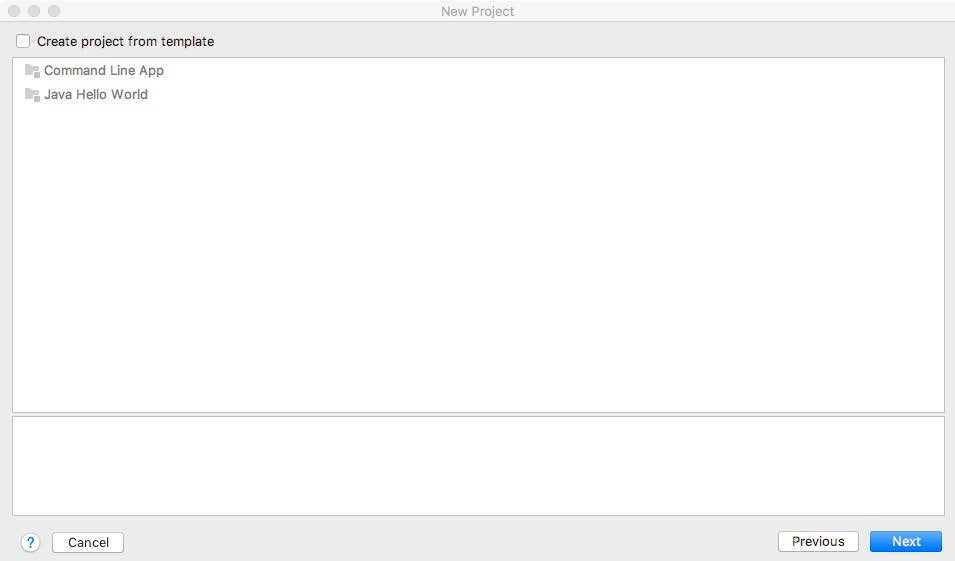 New Project
Create project from template
Command Line App
Java Hello World
?
Cancel
Previous
Next